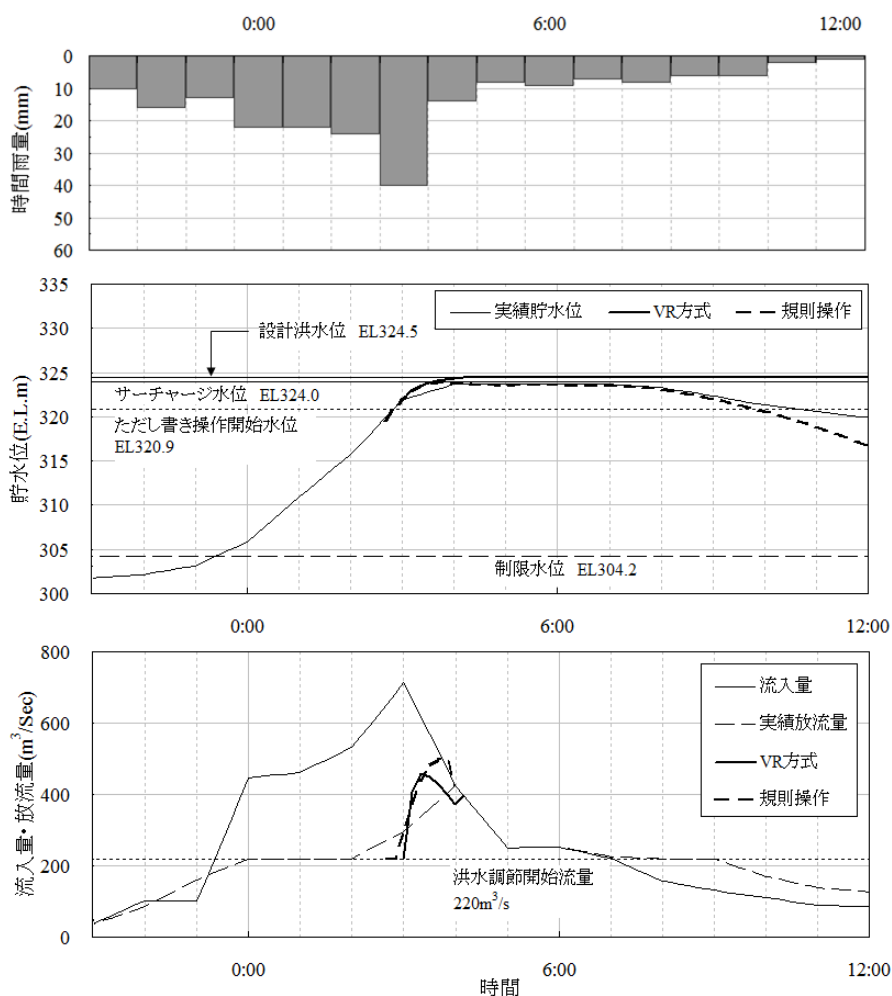 0:00 6:00 12:00
0
10
20
30
40
50
60
時間雨量(mm)
335
330
325
320
315
310
305
300
貯水位(E.L.m)
実績貯水位 VR方式 規則操作
設計洪水位 EL324.5
サーチャージ水位 EL324.0
ただし書き操作開始水位
EL320.9
制限水位 EL304.2
0:00 6:00 12:00
800
600
400
200
0
流入量・放流量(m³/Sec)
流入量
実績放流量
VR方式
規則操作
洪水調節開始流量
220m³/s
0:00 6:00 12:00
時間